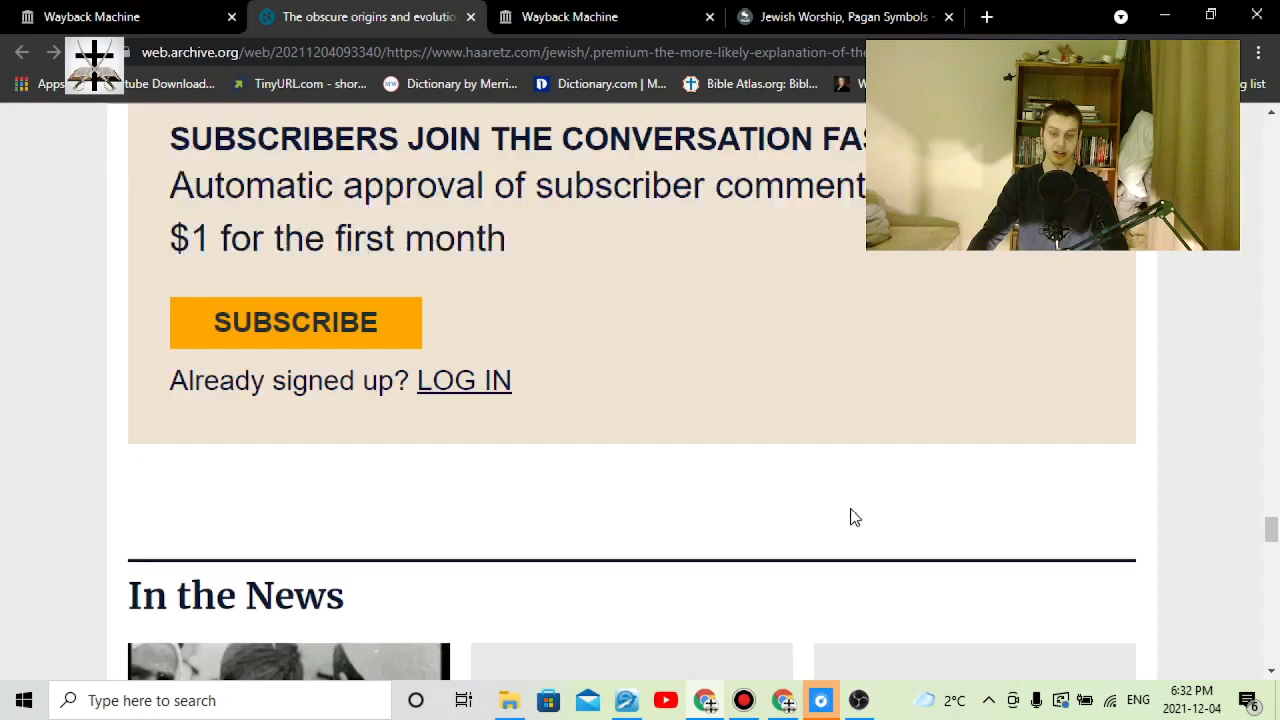 Wayback Machine
The obscure origins and evolutio
Wayback Machine
Jewish Worship, Pagan Symbols -
web.archive.org/web/20211204093340/https://www.haaretz.com/jewish/.premium-the-more-likely-explanation-of-the
Apps
tube Download...
TinyURL.com - shor...
MW
Dictionary by Merri...
D
Dictionary.com | M...
Bible Atlas.org: Bibl...
W
ng list
SUBSCRIBERS JOIN THE CONVERSATION FAS
Automatic approval of subscriber comment
$1 for the first month
SUBSCRIBE
Already signed up? LOG IN
In the News
Type here to search
2°C
ENG
6:32 PM
2021-12-04
6